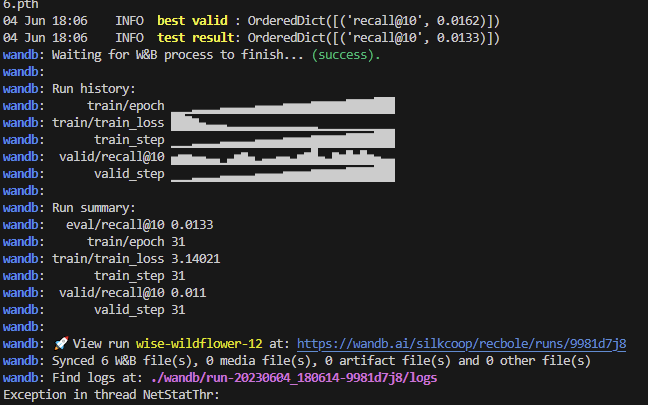 6.pth
04 Jun 18:06    INFO  best valid : OrderedDict([('recall@10', 0.0162)])
04 Jun 18:06    INFO  test result: OrderedDict([('recall@10', 0.0133)])
wandb: Waiting for W&B process to finish... (success).
wandb:
wandb: Run history:
wandb:      train/epoch
wandb: train/train_loss
wandb:       train_step
wandb:  valid/recall@10
wandb:       valid_step
wandb:
wandb: Run summary:
wandb:   eval/recall@10 0.0133
wandb:      train/epoch 31
wandb: train/train_loss 3.14021
wandb:       train_step 31
wandb:  valid/recall@10 0.011
wandb:       valid_step 31
wandb:
wandb: 🚀 View run wise-wildflower-12 at: https://wandb.ai/silkcoop/recbole/runs/9981d7j8
wandb: Synced 6 W&B file(s), 0 media file(s), 0 artifact file(s) and 0 other file(s)
wandb: Find logs at: ./wandb/run-20230604_180614-9981d7j8/logs
Exception in thread NetStatThr: